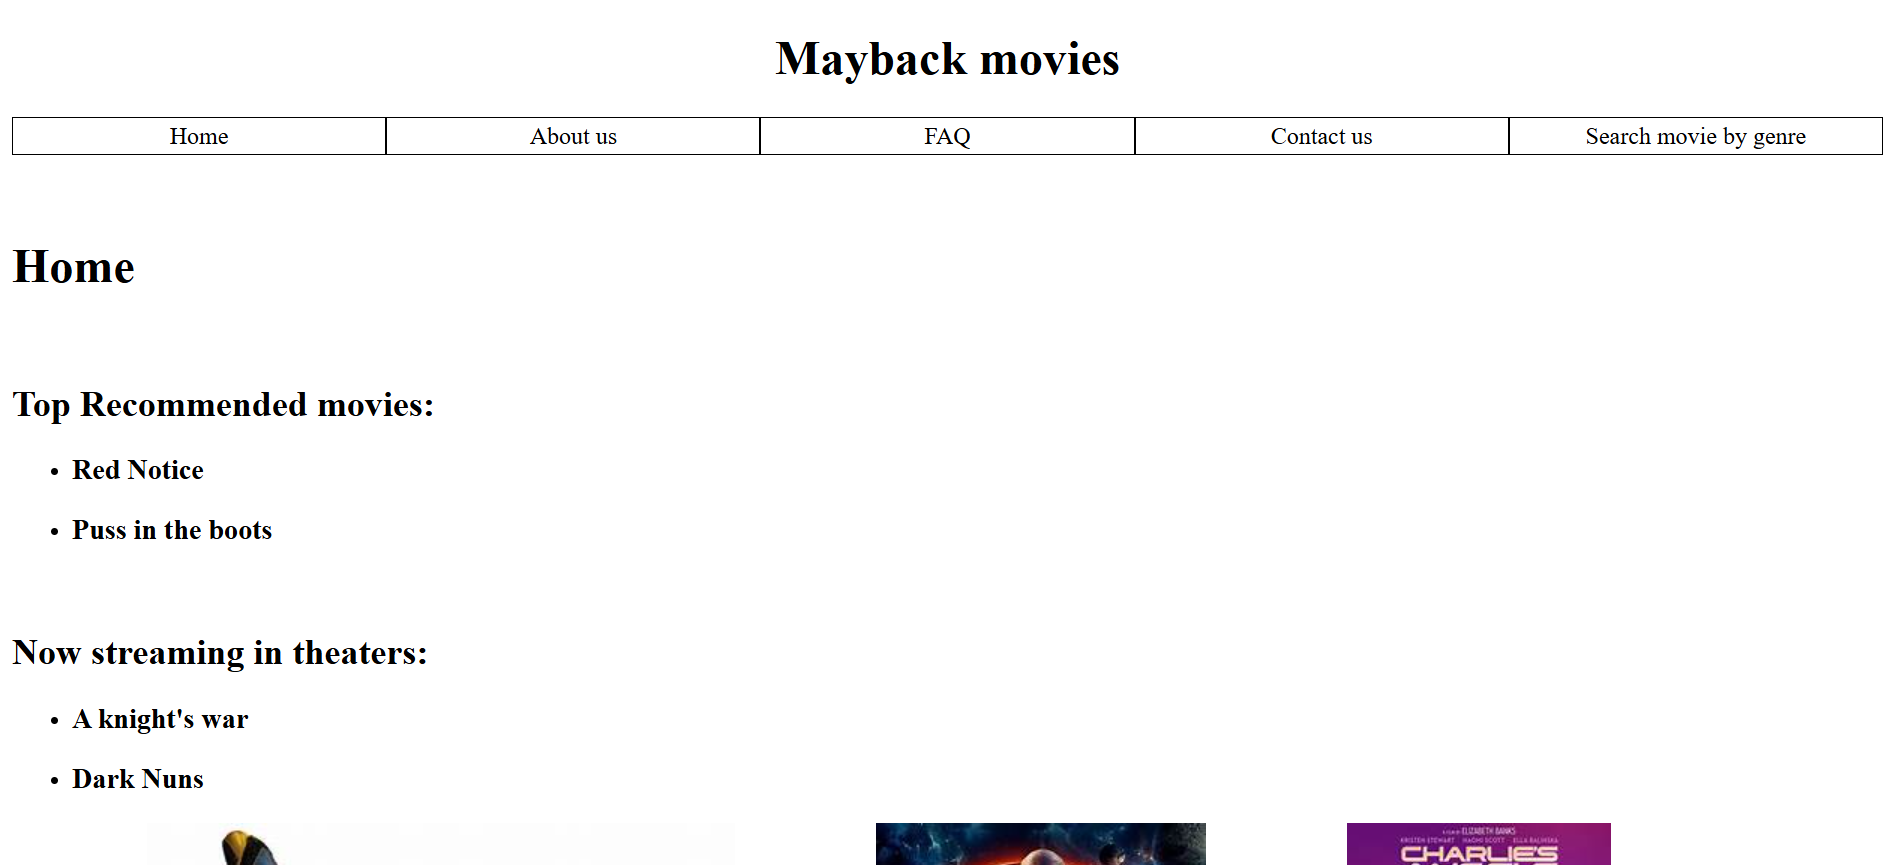 Mayback movies
Home About us FAQ Contact us Search movie by genre
Home
Top Recommended movies:
• Red Notice
• Puss in the boots
Now streaming in theaters:
• A knight's war
• Dark Nuns
A FILM BY ELIZABETH BANKS
KRISTEN STEWART NAOMI SCOTT ELLA BALINSKA
CHARLIE'S